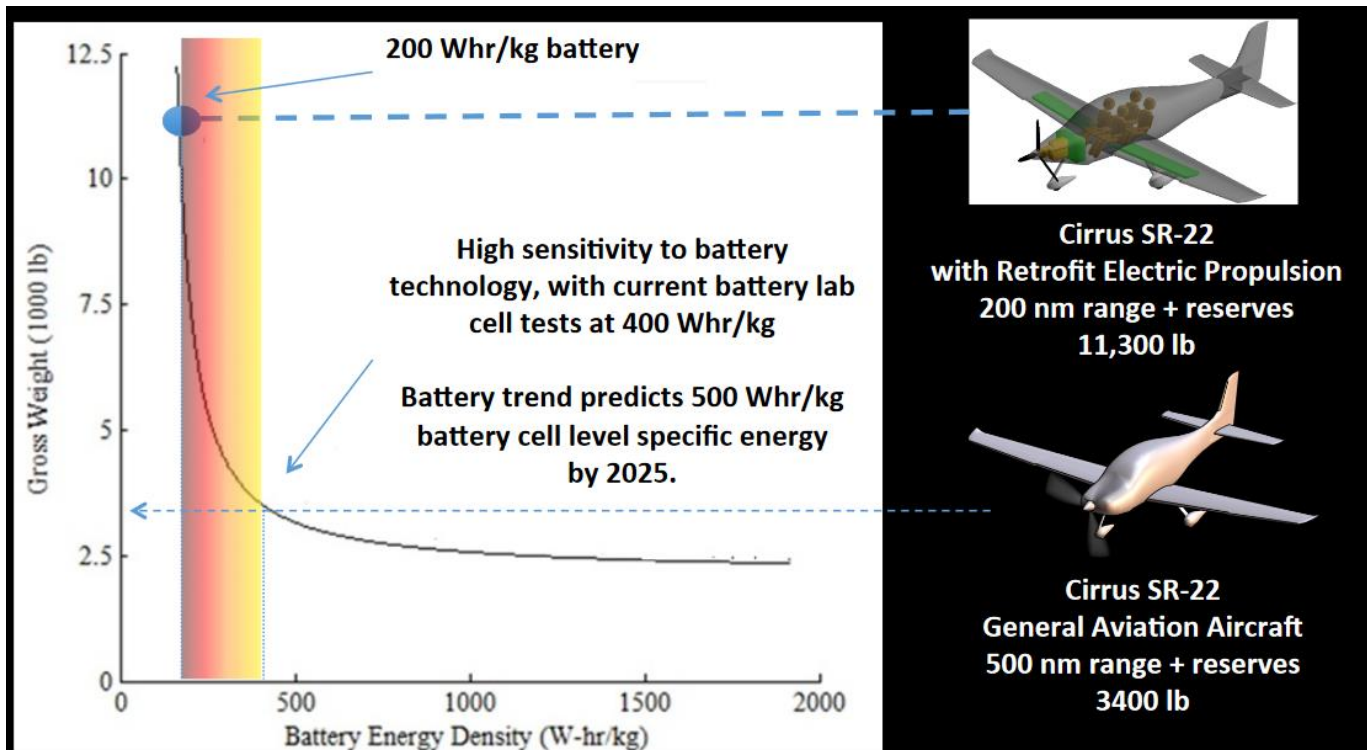 12.5
10
7.5
5
2.5
0
Gross Weight (1000 lb)
0
500
1000
1500
2000
Battery Energy Density (W-hr/kg)
200 Whr/kg battery
High sensitivity to battery
technology, with current battery lab
cell tests at 400 Whr/kg
Battery trend predicts 500 Whr/kg
battery cell level specific energy
by 2025.
Cirrus SR-22
with Retrofit Electric Propulsion
200 nm range + reserves
11,300 lb
Cirrus SR-22
General Aviation Aircraft
500 nm range + reserves
3400 lb